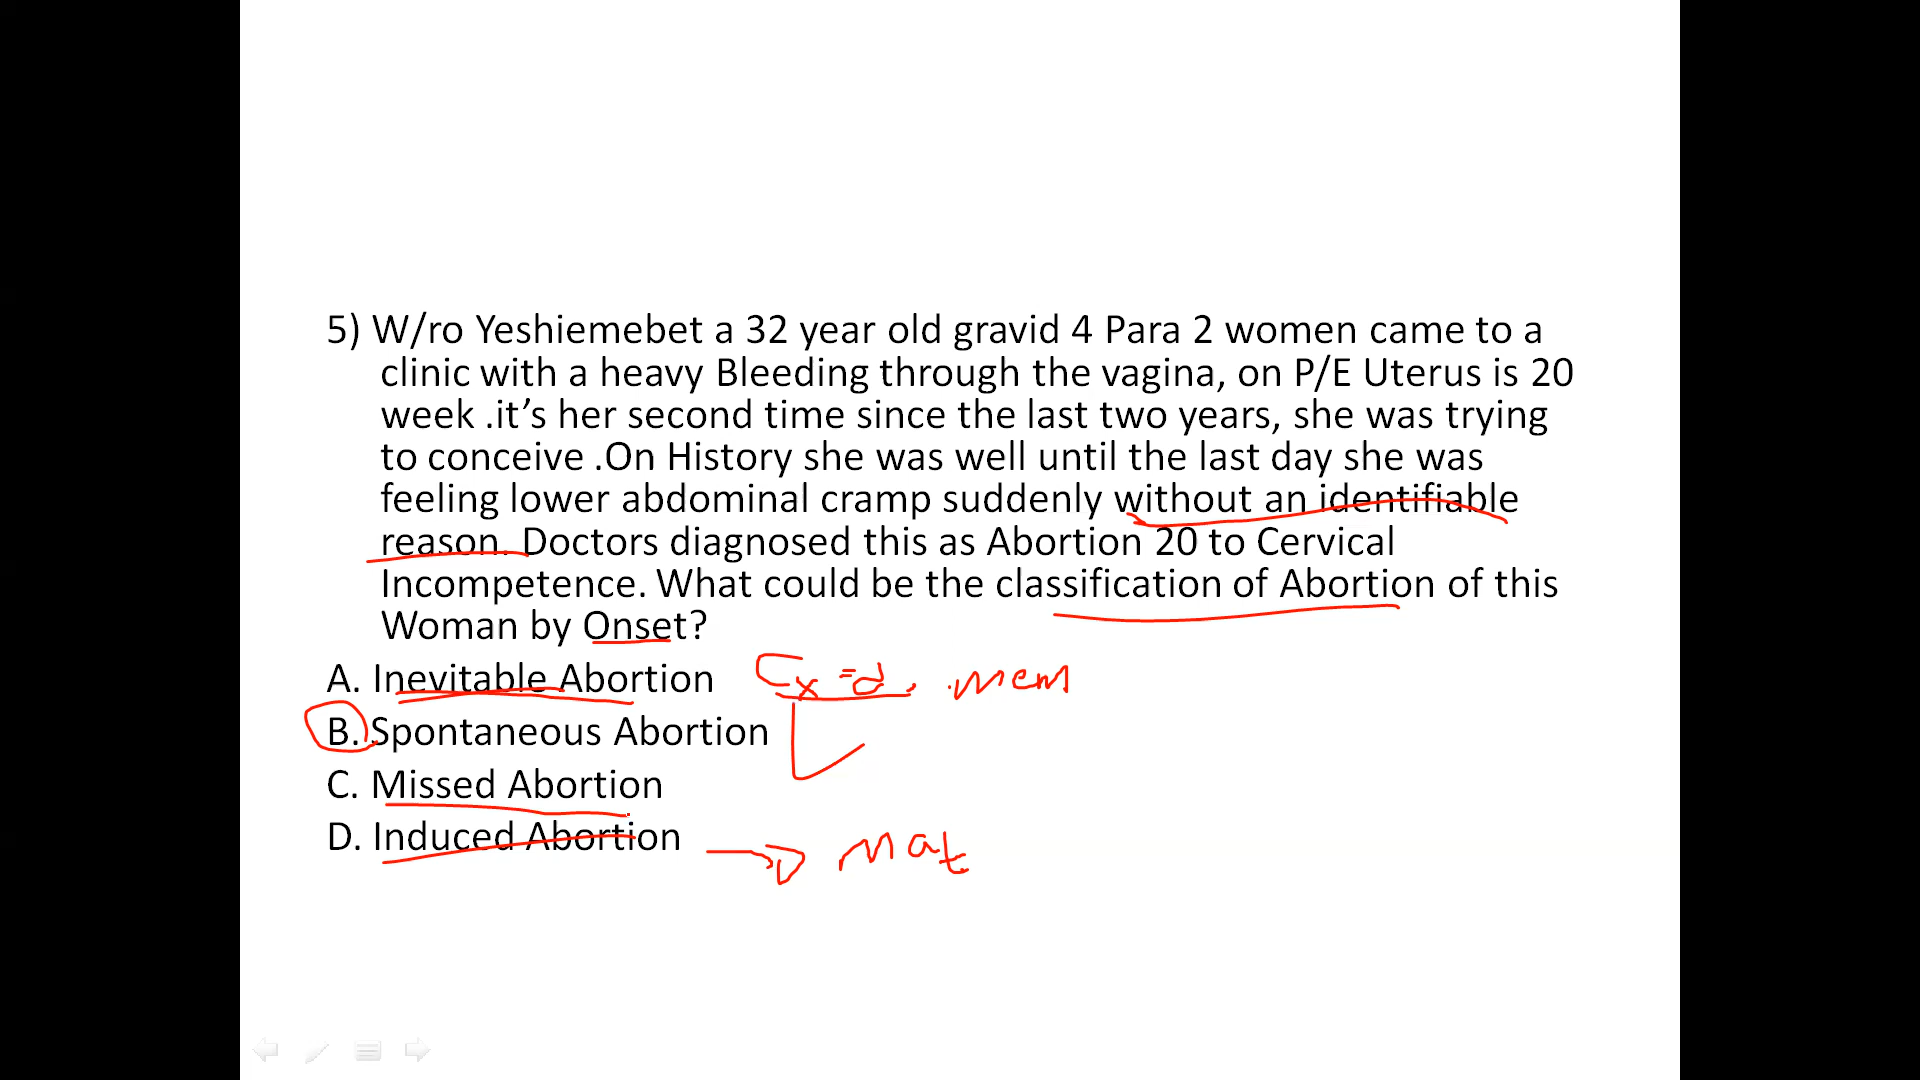 5) W/ro Yeshiemebet a 32 year old gravid 4 Para 2 women came to a
clinic with a heavy Bleeding through the vagina, on P/E Uterus is 20
week .it’s her second time since the last two years, she was trying
to conceive .On History she was well until the last day she was
feeling lower abdominal cramp suddenly without an identifiable
reason. Doctors diagnosed this as Abortion 20 to Cervical
Incompetence. What could be the classification of Abortion of this
Woman by Onset?
A. Inevitable Abortion Cx =d, mem
B. Spontaneous Abortion
C. Missed Abortion
D. Induced Abortion
Mat